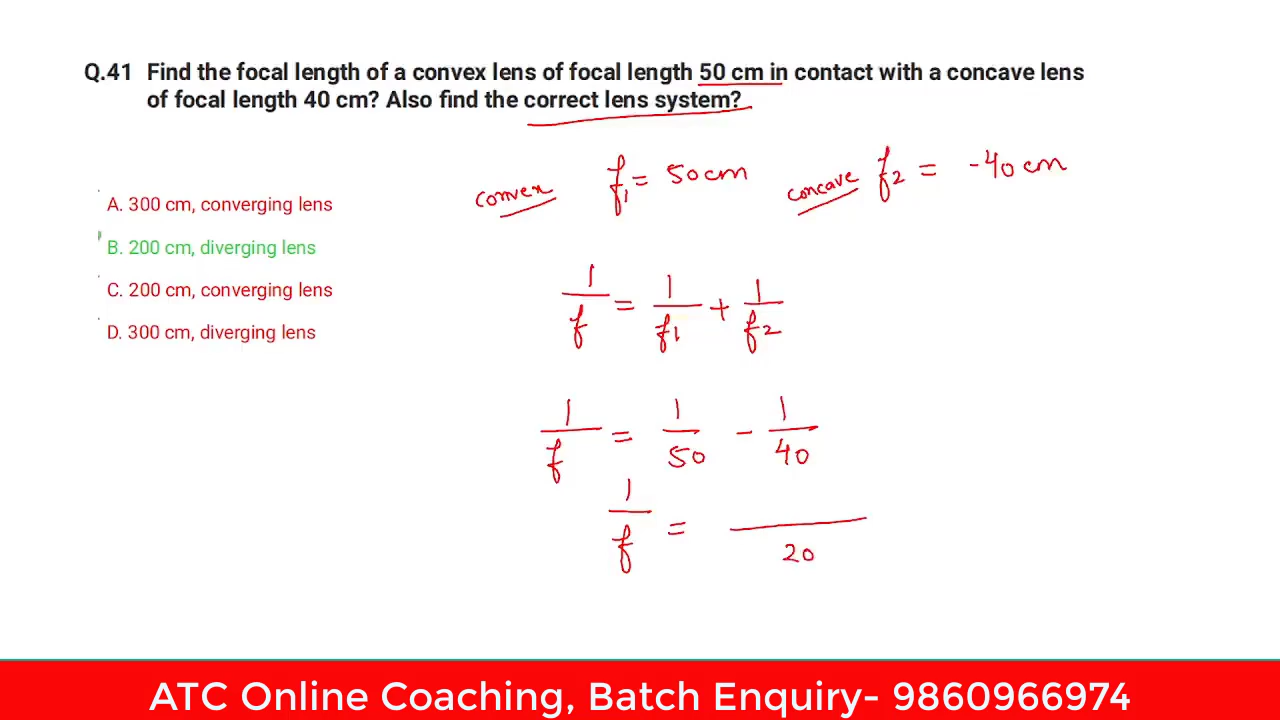 Q.41 Find the focal length of a convex lens of focal length 50 cm in contact with a concave lens
of focal length 40 cm? Also find the correct lens system?
convex f1 = 50cm concave f2 = -40 cm
A. 300 cm, converging lens
B. 200 cm, diverging lens
C. 200 cm, converging lens
D. 300 cm, diverging lens
1/f = 1/f1 + 1/f2
1/f = 1/50 - 1/40
1/f =
20
ATC Online Coaching, Batch Enquiry- 9860966974